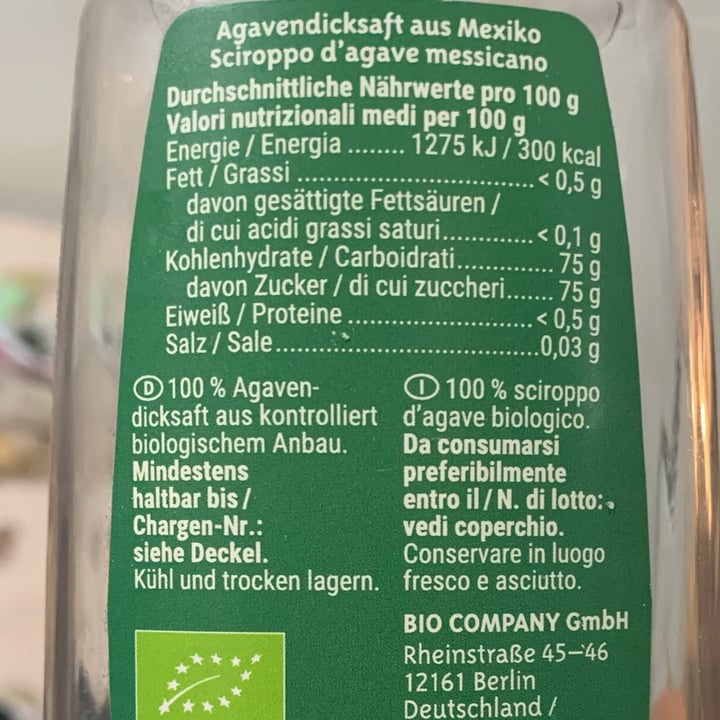 Agavendicksaft aus Mexiko
Sciroppo d'agave messicano
Durchschnittliche Nährwerte pro 100 g
Valori nutrizionali medi per 100 g
Energie / Energia ........ 1275 kJ / 300 kcal
Fett / Grassi ................................ < 0,5 g
davon gesättigte Fettsäuren /
di cui acidi grassi saturi............. < 0,1 g
Kohlenhydrate / Carboidrati............. 75 g
davon Zucker / di cui zuccheri....... 75 g
Eiweiß / Proteine ......................... < 0,5 g
Salz / Sale.....................................0,03 g
D 100 % Agaven-
dicksaft aus kontrolliert
biologischem Anbau.
Mindestens
haltbar bis /
Chargen-Nr.:
siehe Deckel.
Kühl und trocken lagern.
I 100 % sciroppo
d'agave biologico.
Da consumarsi
preferibilmente
entro il / N. di lotto:
vedi coperchio.
Conservare in luogo
fresco e asciutto.
BIO COMPANY GmbH
Rheinstraße 45–46
12161 Berlin
Deutschland /